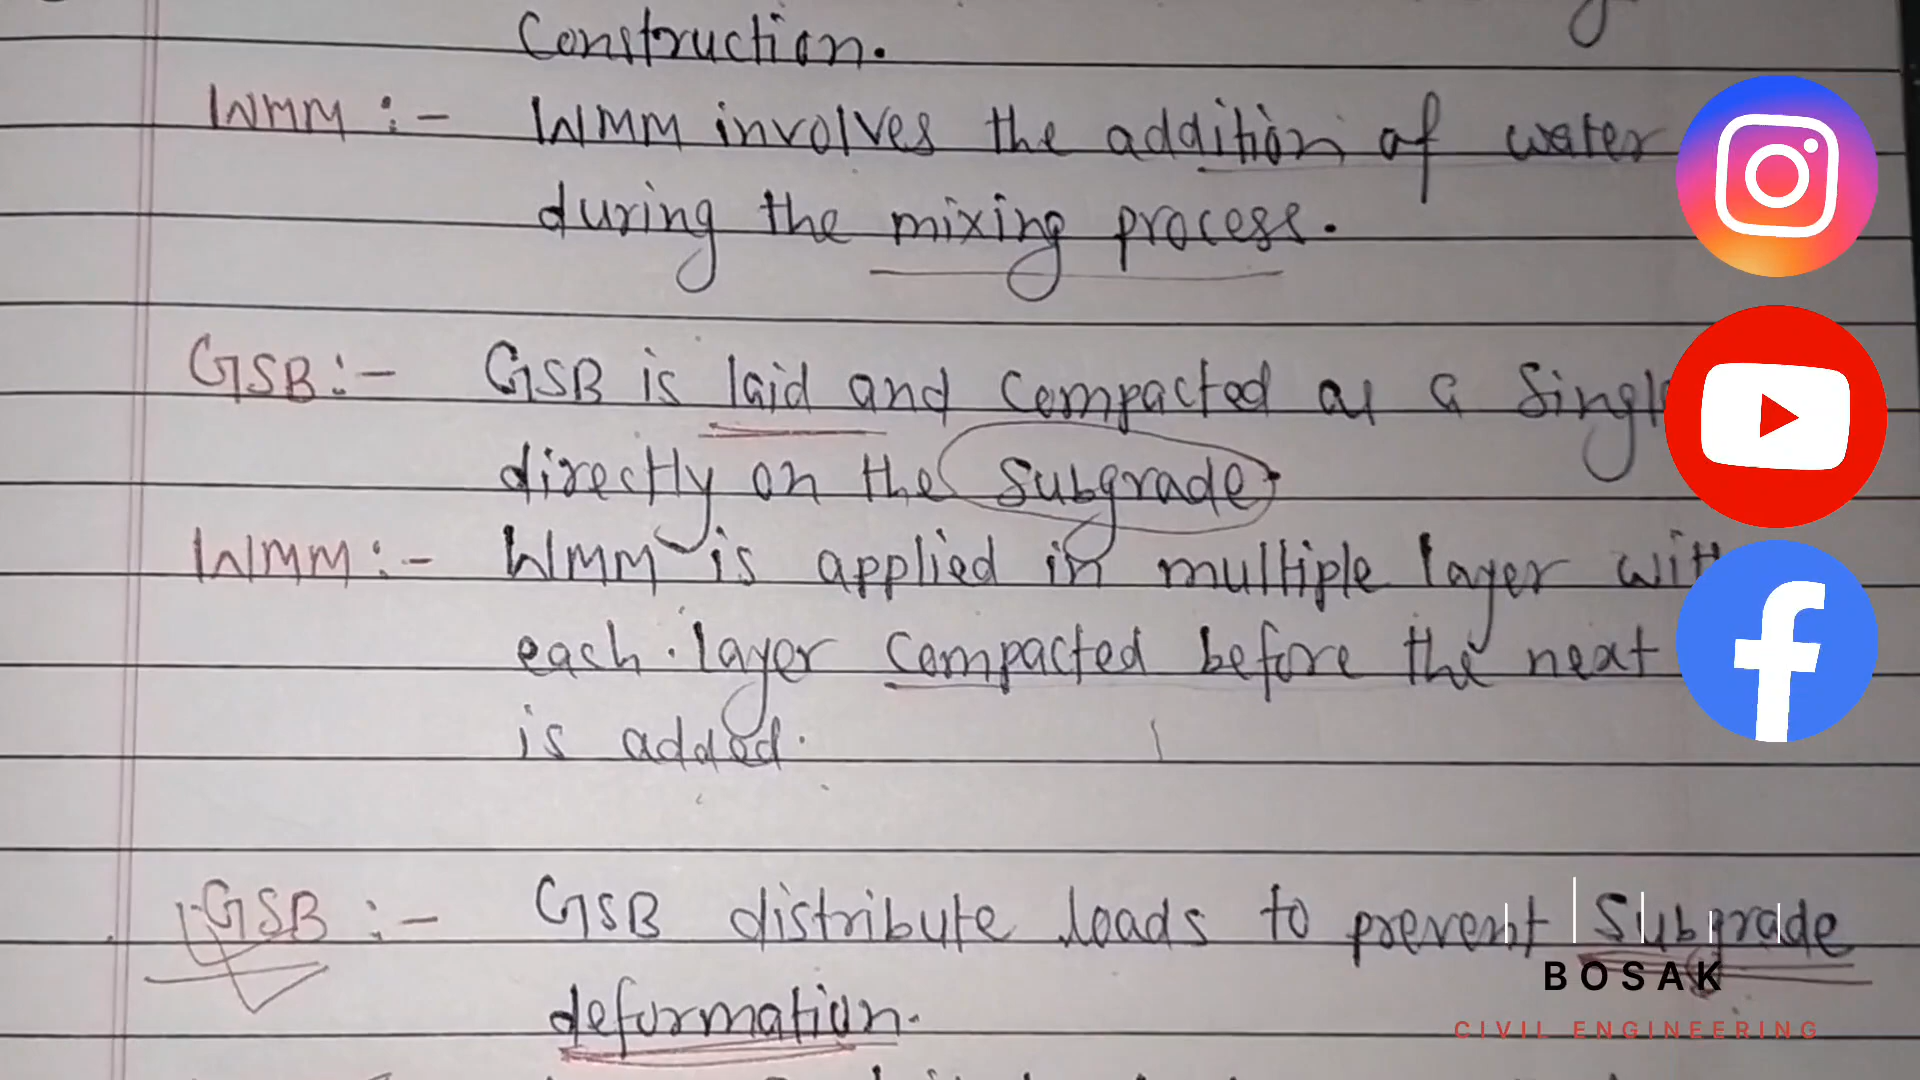 Construction.
WMM :- WMM involves the addition of water
during the mixing process.
GSB :- GSB is laid and Compacted as a Singl
directly on the Subgrade.
WMM :- WMM is applied in multiple layer wit
each layer Compacted before the next
is added.
GSB :- GSB distribute loads to prevent Subgrade
deformation.
BOSAK
CIVIL ENGINEERING